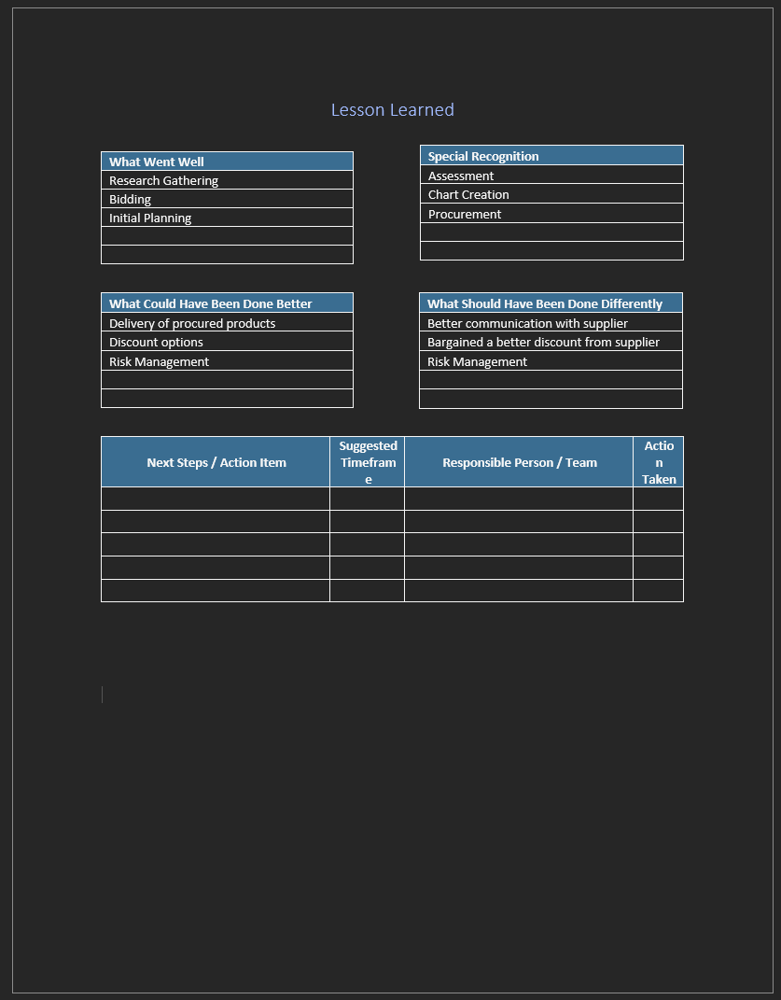 Lesson Learned
What Went Well
Research Gathering
Bidding
Initial Planning
Special Recognition
Assessment
Chart Creation
Procurement
What Could Have Been Done Better
Delivery of procured products
Discount options
Risk Management
What Should Have Been Done Differently
Better communication with supplier
Bargained a better discount from supplier
Risk Management
Next Steps / Action Item
Suggested
Timefram
e
Responsible Person / Team
Actio
n
Taken